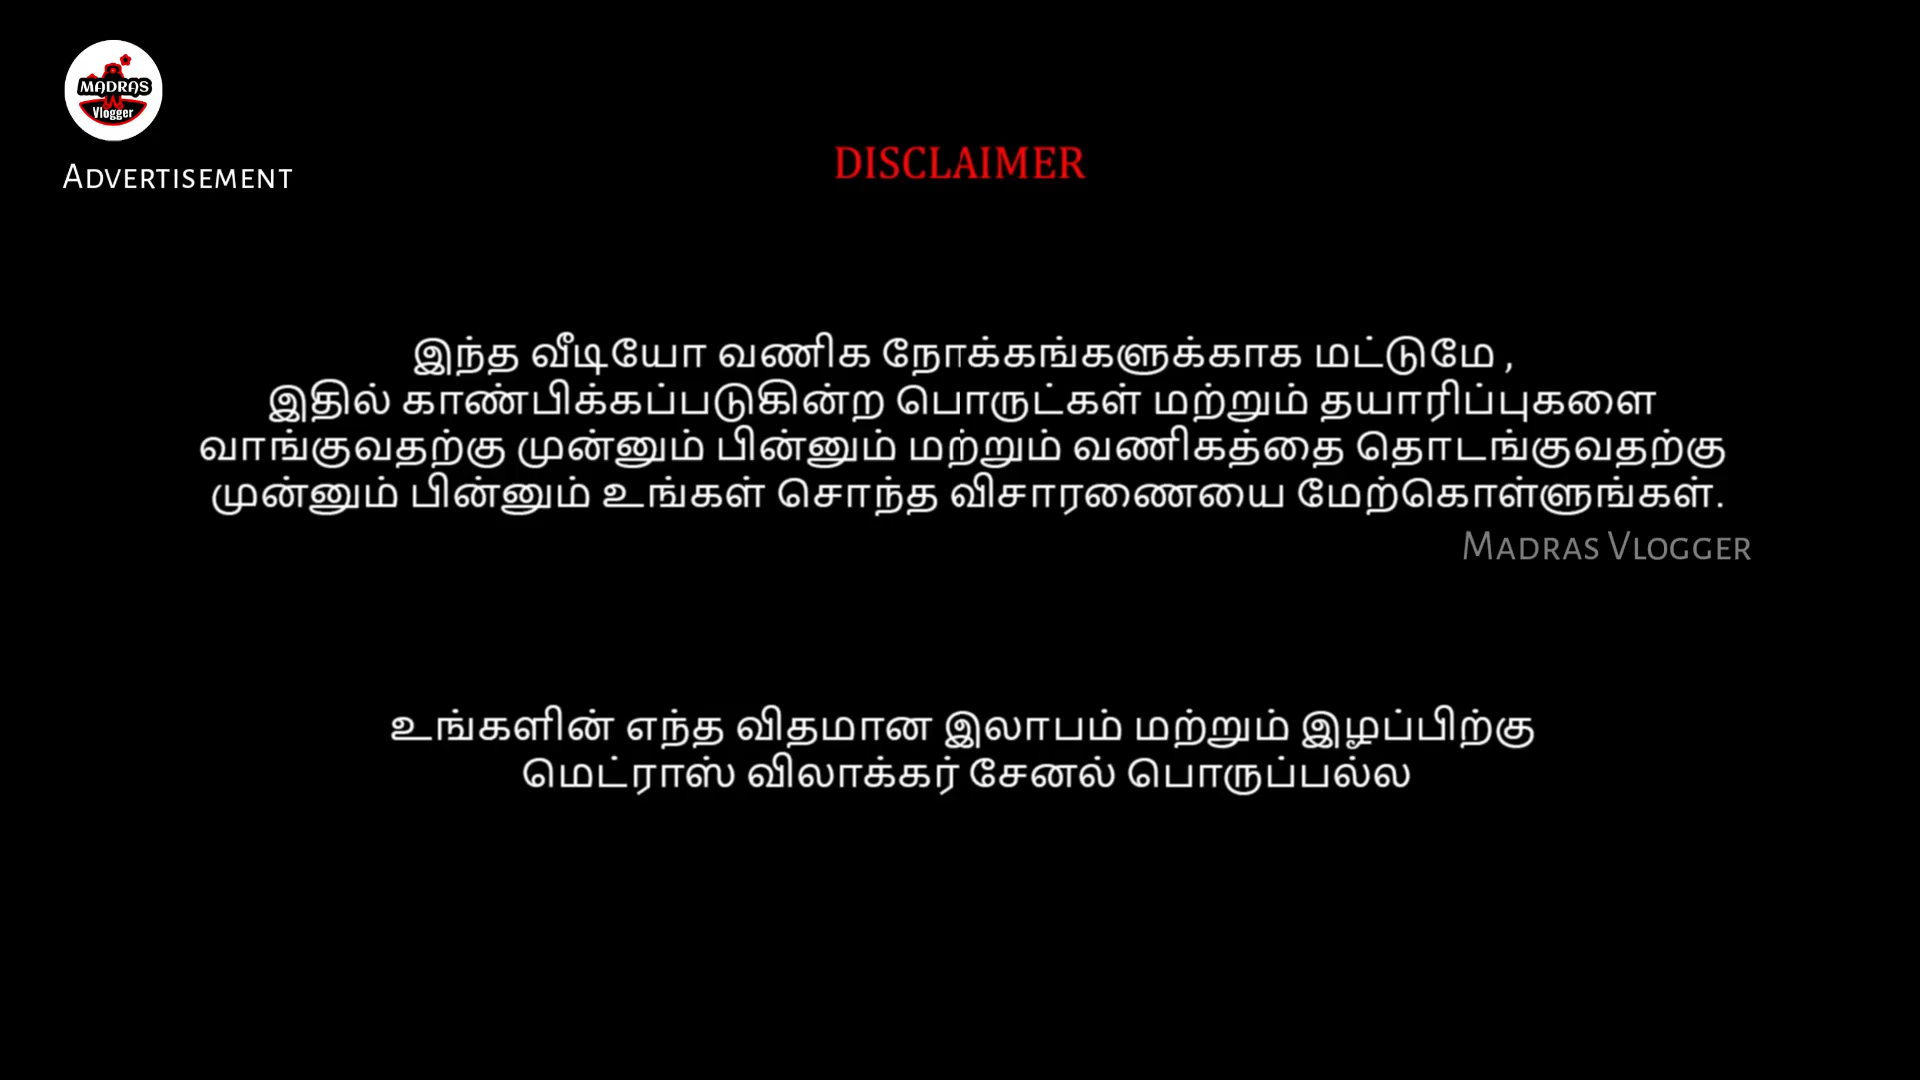 MADRAS
Vlogger
ADVERTISEMENT
DISCLAIMER
இந்த வீடியோ வணிக நோக்கங்களுக்காக மட்டுமே ,
இதில் காண்பிக்கப்படுகின்ற பொருட்கள் மற்றும் தயாரிப்புகளை
வாங்குவதற்கு முன்னும் பின்னும் மற்றும் வணிகத்தை தொடங்குவதற்கு
முன்னும் பின்னும் உங்கள் சொந்த விசாரணையை மேற்கொள்ளுங்கள்.
MADRAS VLOGGER
உங்களின் எந்த விதமான இலாபம் மற்றும் இழப்பிற்கு
மெட்ராஸ் விலாக்கர் சேனல் பொருப்பல்ல